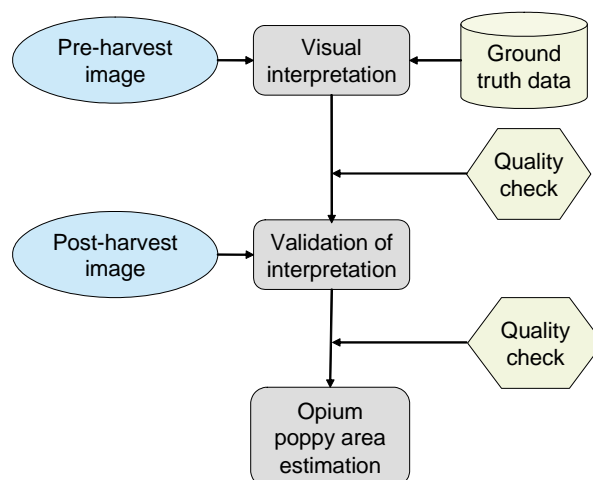 Pre-harvest
image
Visual
interpretation
Ground
truth data
Quality
check
Post-harvest
image
Validation of
interpretation
Quality
check
Opium
poppy area
estimation